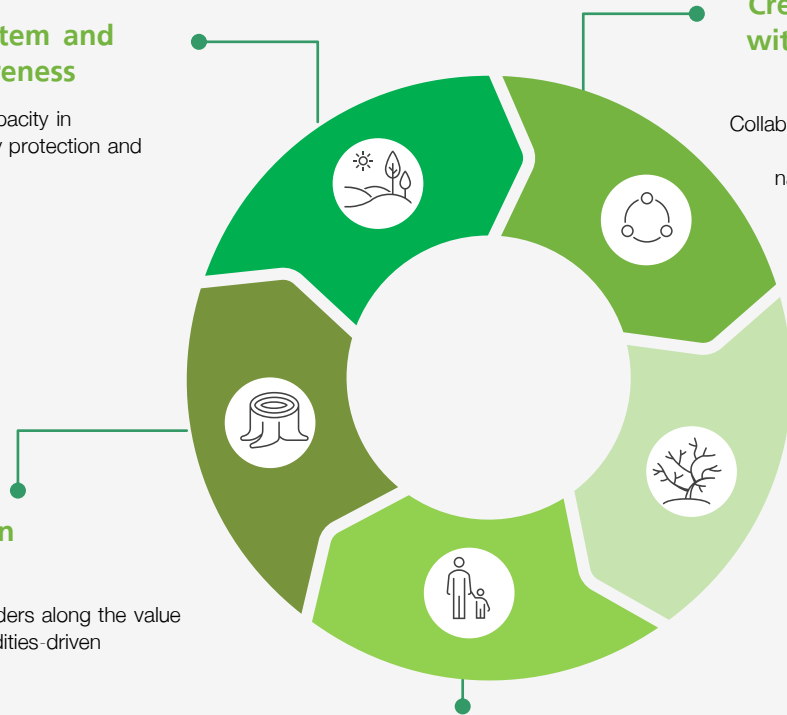 tem and
reness
pacity in
protection and
Cre
wit
Collab
na
n
ders along the value
dities-driven